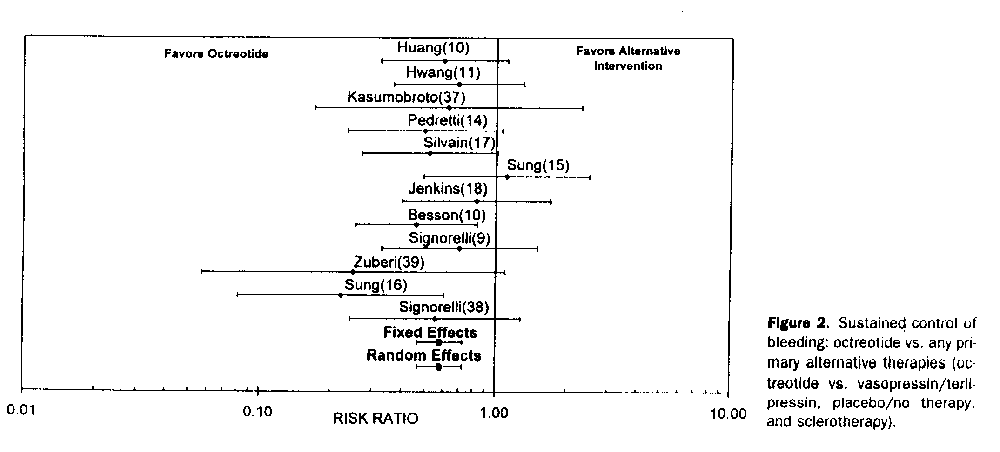 Favors Octreotide
Favors Alternative
Intervention
Huang(10)
Hwang(11)
Kasumobroto(37)
Pedretti(14)
Silvain(17)
Sung(15)
Jenkins(18)
Besson(10)
Signorelli(9)
Zuberi(39)
Sung(16)
Signorelli(38)
Fixed Effects
Random Effects
0.01
0.10
1.00
10.00
RISK RATIO
Figure 2. Sustained control of
bleeding: octreotide vs. any pri-
mary alternative therapies (oc-
treotide vs. vasopressin/terli-
pressin, placebo/no therapy,
and sclerotherapy).